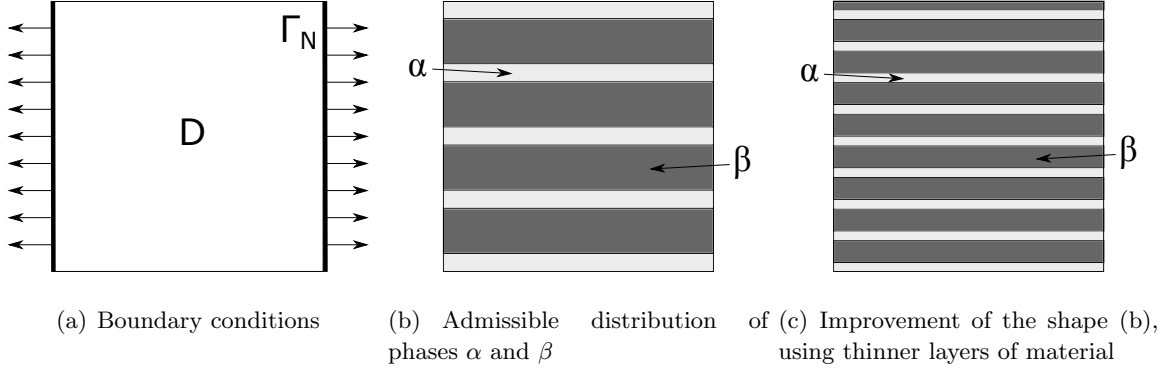 Γ_N
D
α
β
α
β
(a) Boundary conditions
(b) Admissible distribution of
phases α and β
(c) Improvement of the shape (b),
using thinner layers of material